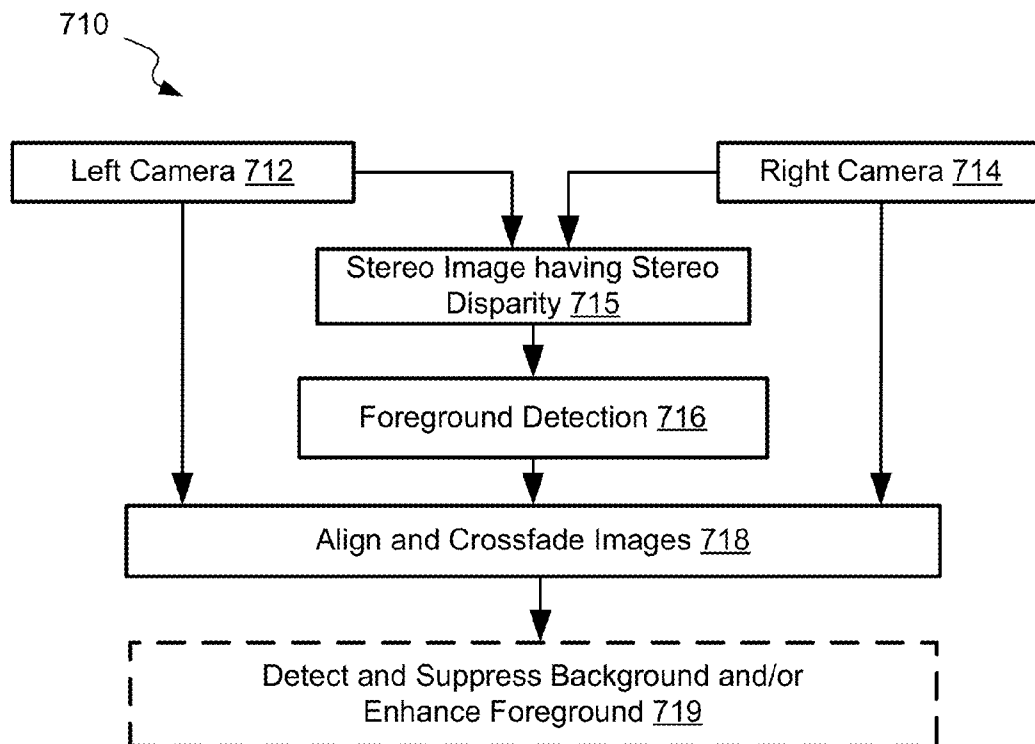 710
Left Camera 712
Right Camera 714
Stereo Image having Stereo
Disparity 715
Foreground Detection 716
Align and Crossfade Images 718
Detect and Suppress Background and/or
Enhance Foreground 719